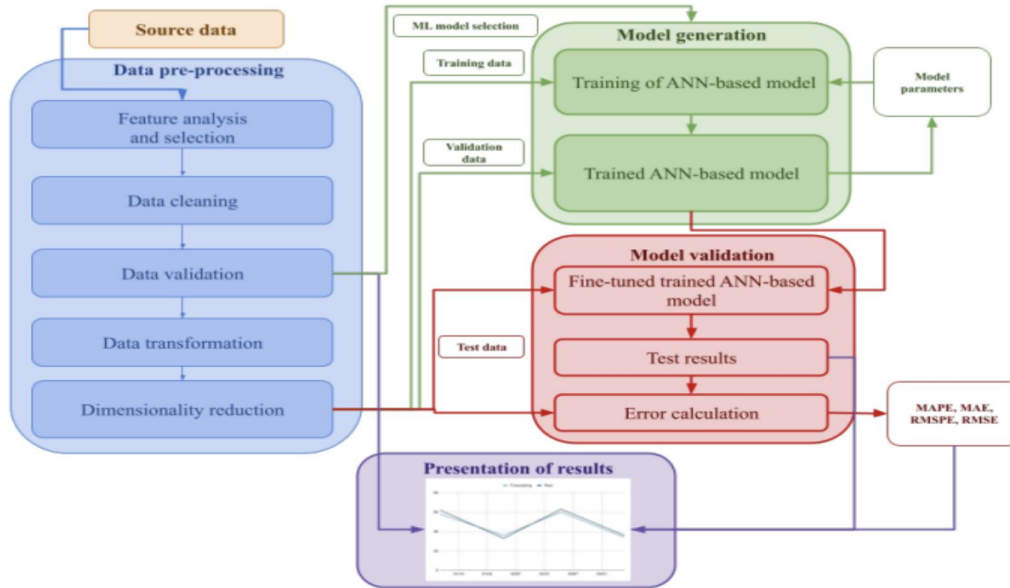 Source data
Data pre-processing
Feature analysis
and selection
Data cleaning
Data validation
Data transformation
Dimensionality reduction
ML model selection
Training data
Validation
data
Model generation
Training of ANN-based model
Trained ANN-based model
Model
parameters
Model validation
Fine-tuned trained ANN-based
model
Test data
Test results
Error calculation
MAPE, MAE,
RMSPE, RMSE
Presentation of results